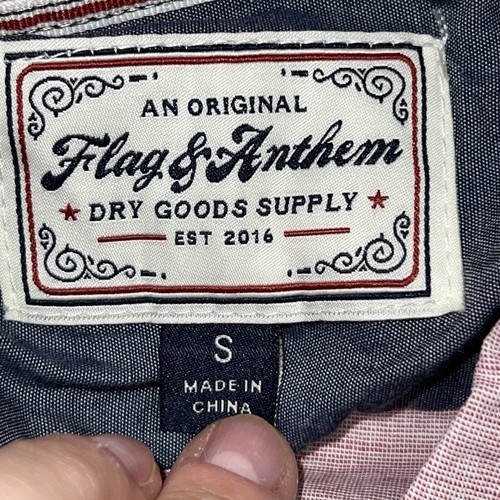 AN ORIGINAL
Flag & Anthem
DRY GOODS SUPPLY
EST 2016
S
MADE IN
CHINA